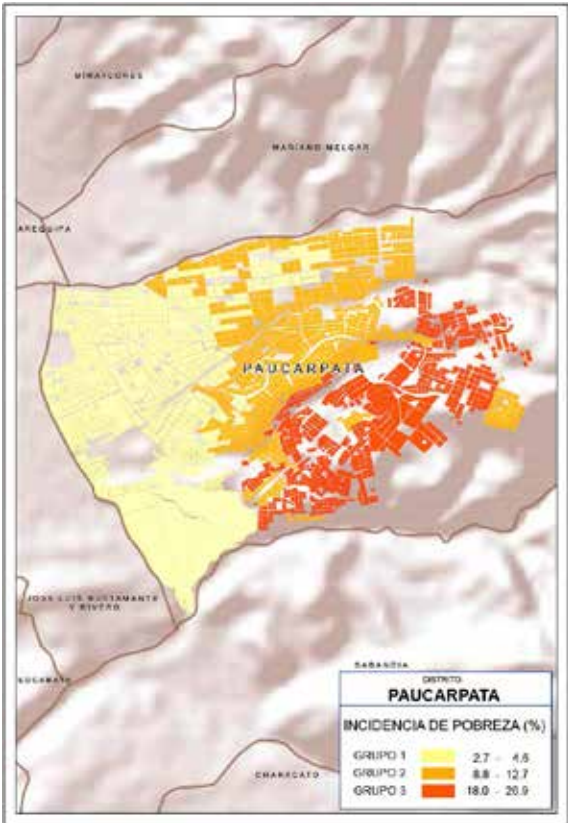 MIRAFLORES
MARIANO MELGAR
AREQUIPA
PAUCARPATA
JOSE LUIS BUSTAMANTE
Y RIVERO
SOCABAYA
SABANDIA
CHARACATO
DISTRITO
PAUCARPATA
INCIDENCIA DE POBREZA (%)
GRUPO 1 2.7 - 4.6
GRUPO 2 8.8 - 12.7
GRUPO 3 18.0 - 26.9